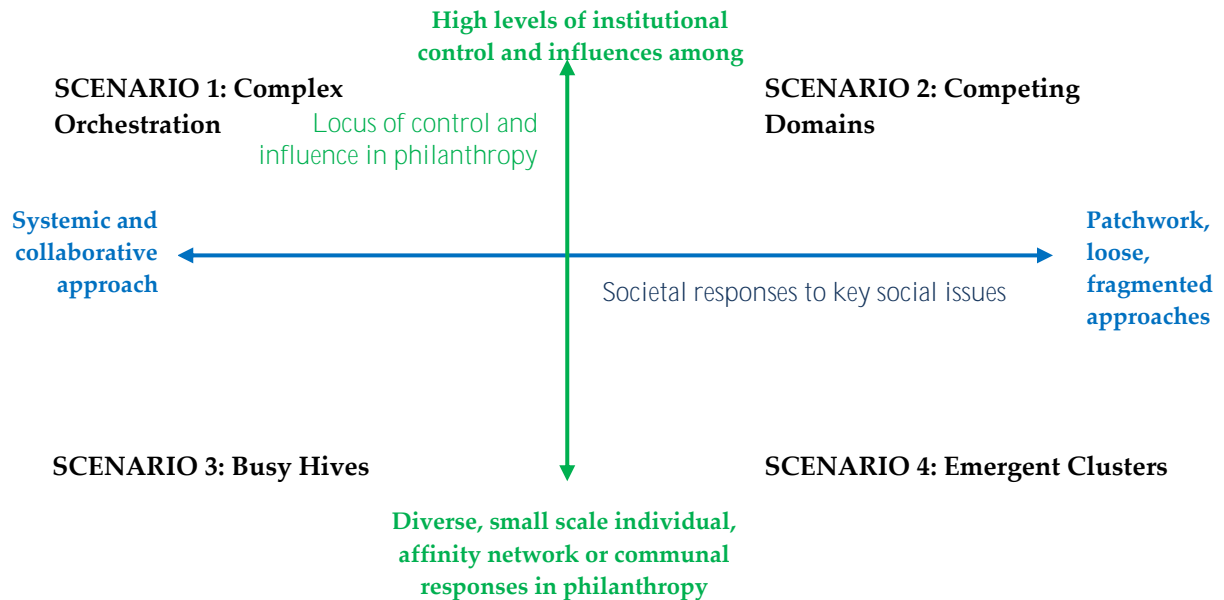 High levels of institutional
control and influences among
SCENARIO 1: Complex
Orchestration
SCENARIO 2: Competing
Domains
Locus of control and
influence in philanthropy
Systemic and
collaborative
approach
Patchwork,
loose,
fragmented
approaches
Societal responses to key social issues
SCENARIO 3: Busy Hives
SCENARIO 4: Emergent Clusters
Diverse, small scale individual,
affinity network or communal
responses in philanthropy